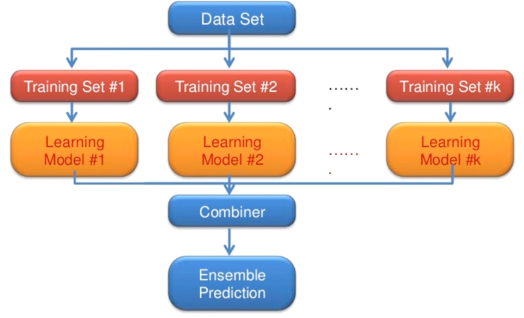 Data Set
Training Set #1
Training Set #2
......
.
Training Set #k
Learning
Model #1
Learning
Model #2
......
.
Learning
Model #k
Combiner
Ensemble
Prediction